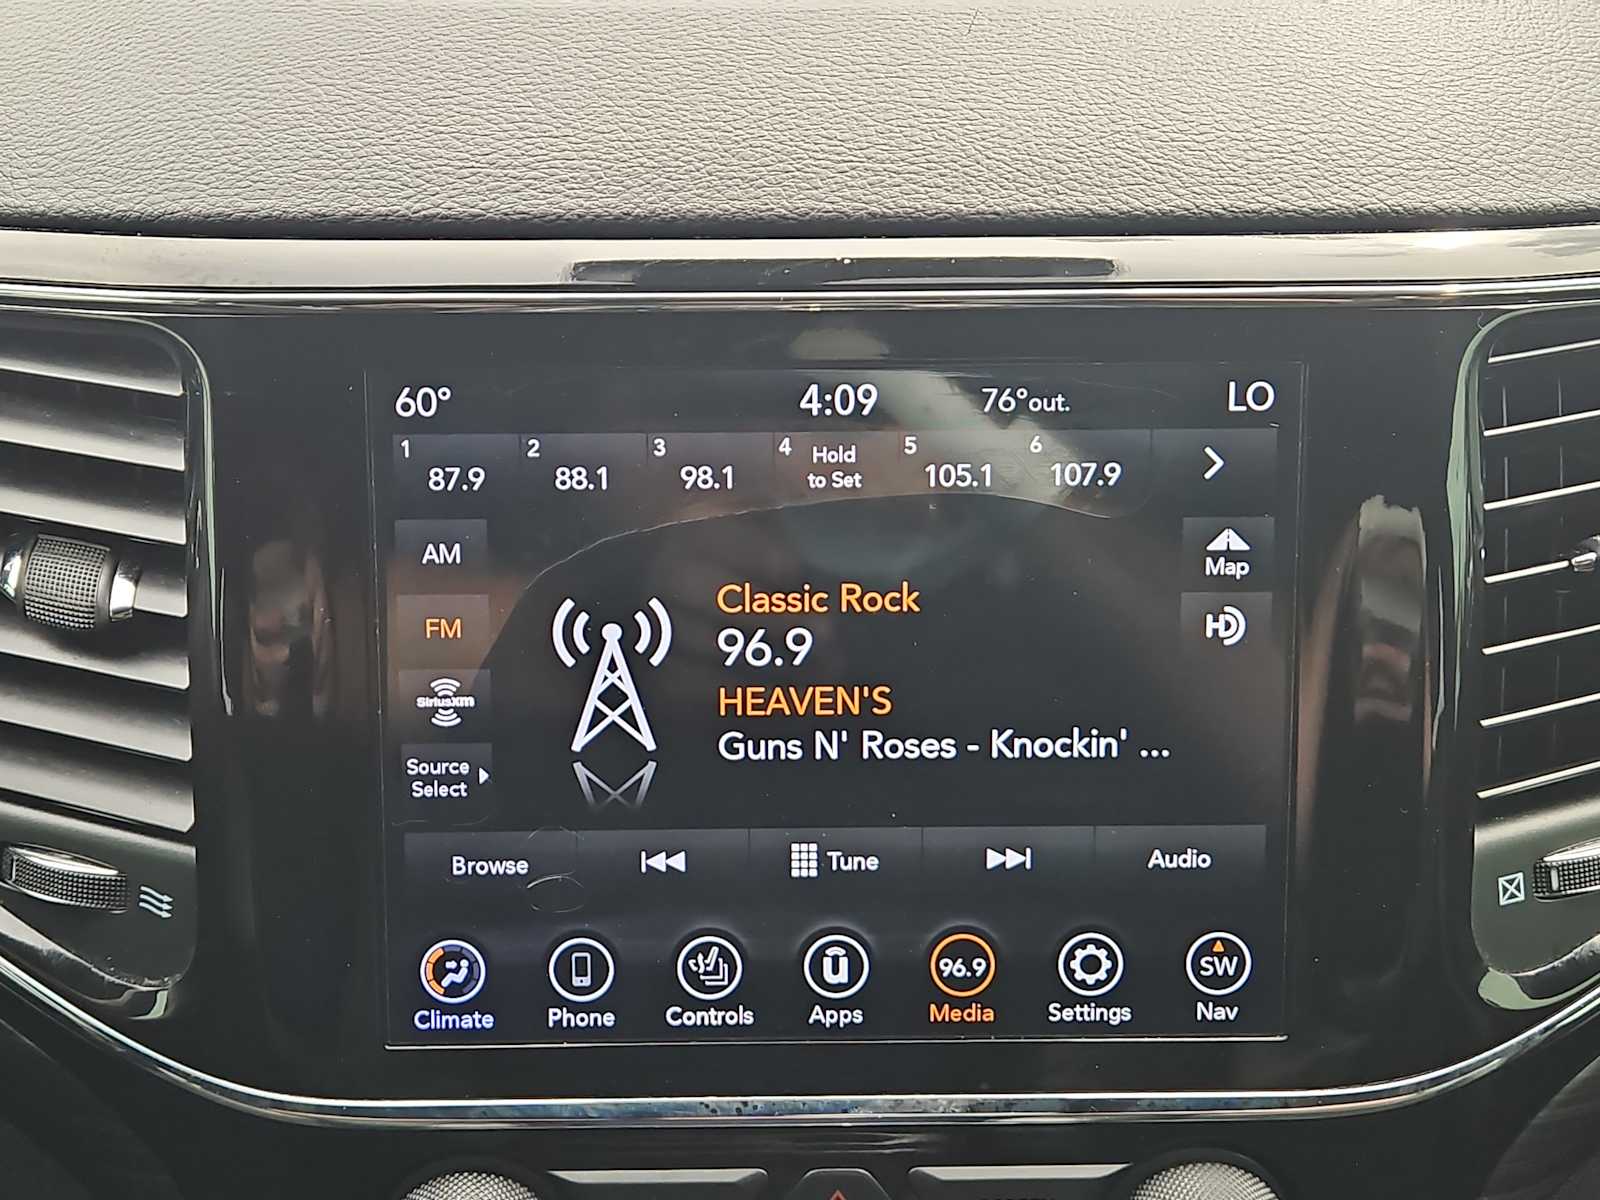 60° 4:09 76°out. LO
1 87.9 2 88.1 3 98.1 4 Hold to Set 5 105.1 6 107.9
AM
Map
FM
HD
Classic Rock
96.9
HEAVEN'S
Guns N' Roses - Knockin' ...
SiriusXM
Source
Select
Browse Tune Audio
u 96.9 SW
Climate Phone Controls Apps Media Settings Nav